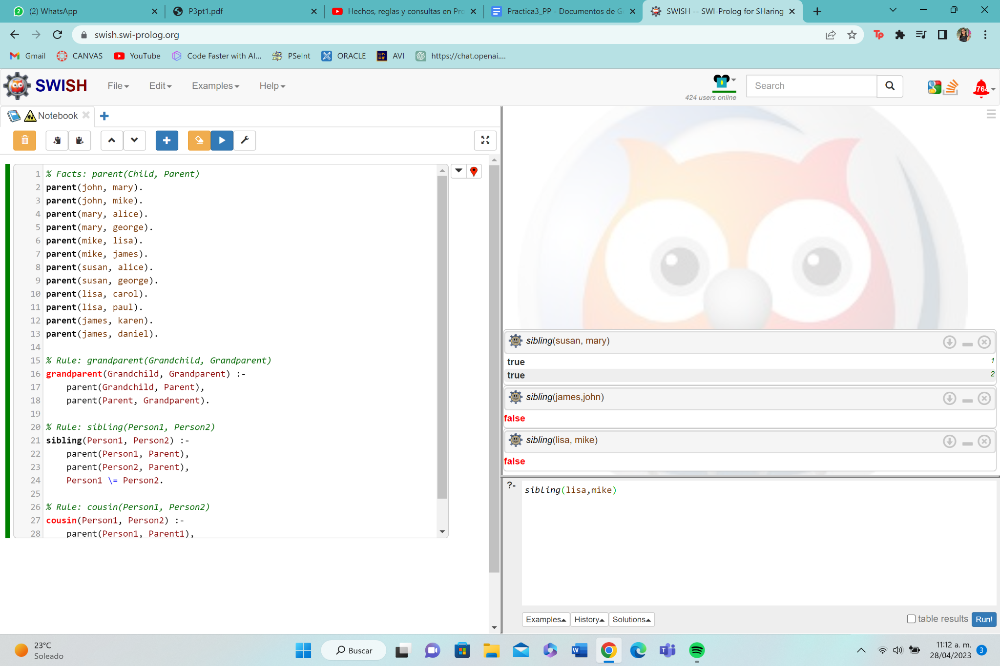 (2) WhatsApp
P3pt1.pdf
Hechos, reglas y consultas en Pro
Practica3_PP - Documentos de G
SWISH -- SWI-Prolog for SHaring
swish.swi-prolog.org
Gmail
CANVAS
YouTube
Code Faster with AI...
PSeInt
ORACLE
AVI
https://chat.openai....
SWISH
File
Edit
Examples
Help
424 users online
Search
764
Notebook
1 % Facts: parent(Child, Parent)
2 parent(john, mary).
3 parent(john, mike).
4 parent(mary, alice).
5 parent(mary, george).
6 parent(mike, lisa).
7 parent(mike, james).
8 parent(susan, alice).
9 parent(susan, george).
10 parent(lisa, carol).
11 parent(lisa, paul).
12 parent(james, karen).
13 parent(james, daniel).
14
15 % Rule: grandparent(Grandchild, Grandparent)
16 grandparent(Grandchild, Grandparent) :-
17 parent(Grandchild, Parent),
18 parent(Parent, Grandparent).
19
20 % Rule: sibling(Person1, Person2)
21 sibling(Person1, Person2) :-
22 parent(Person1, Parent),
23 parent(Person2, Parent),
24 Person1 \= Person2.
25
26 % Rule: cousin(Person1, Person2)
27 cousin(Person1, Person2) :-
28 parent(Person1, Parent1),
sibling(susan, mary)
true 1
true 2
sibling(james,john)
false
sibling(lisa, mike)
false
?- sibling(lisa,mike)
Examples
History
Solutions
table results
Run!
23°C
Soleado
Buscar
11:12 a. m.
28/04/2023
3